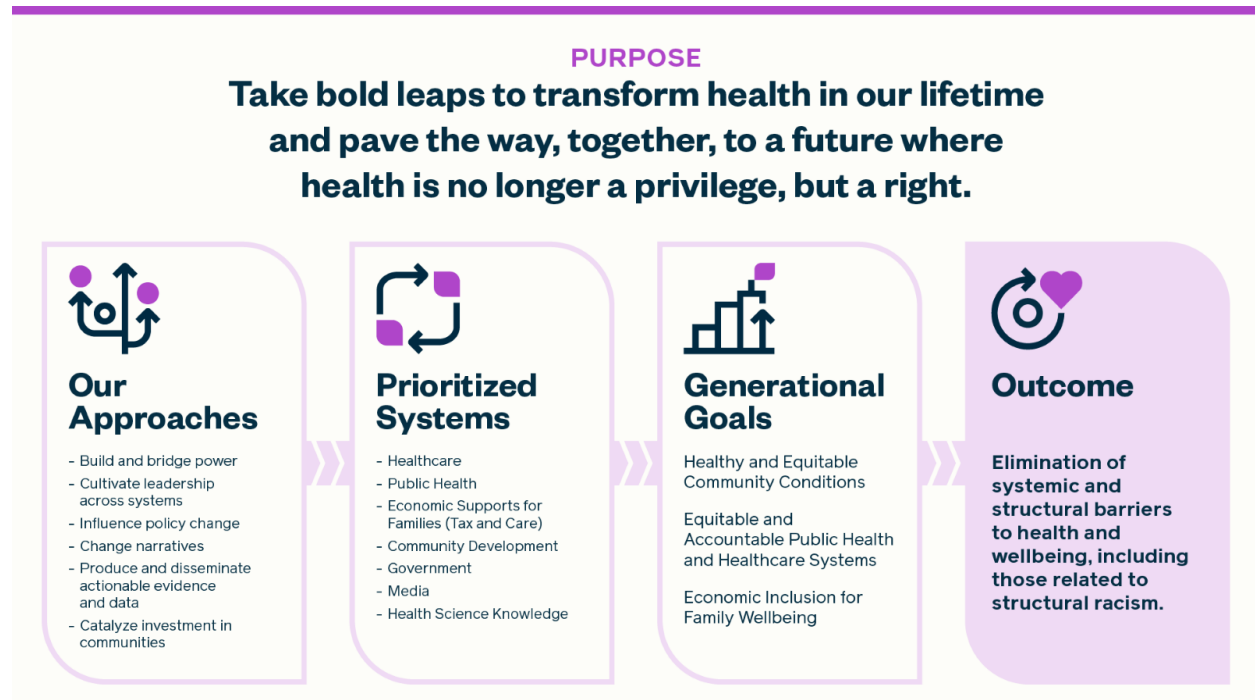 PURPOSE
Take bold leaps to transform health in our lifetime
and pave the way, together, to a future where
health is no longer a privilege, but a right.
Our
Approaches
- Build and bridge power
- Cultivate leadership
across systems
- Influence policy change
- Change narratives
- Produce and disseminate
actionable evidence
and data
- Catalyze investment in
communities
Prioritized
Systems
- Healthcare
- Public Health
- Economic Supports for
Families (Tax and Care)
- Community Development
- Government
- Media
- Health Science Knowledge
Generational
Goals
Healthy and Equitable
Community Conditions
Equitable and
Accountable Public Health
and Healthcare Systems
Economic Inclusion for
Family Wellbeing
Outcome
Elimination of
systemic and
structural barriers
to health and
wellbeing, including
those related to
structural racism.